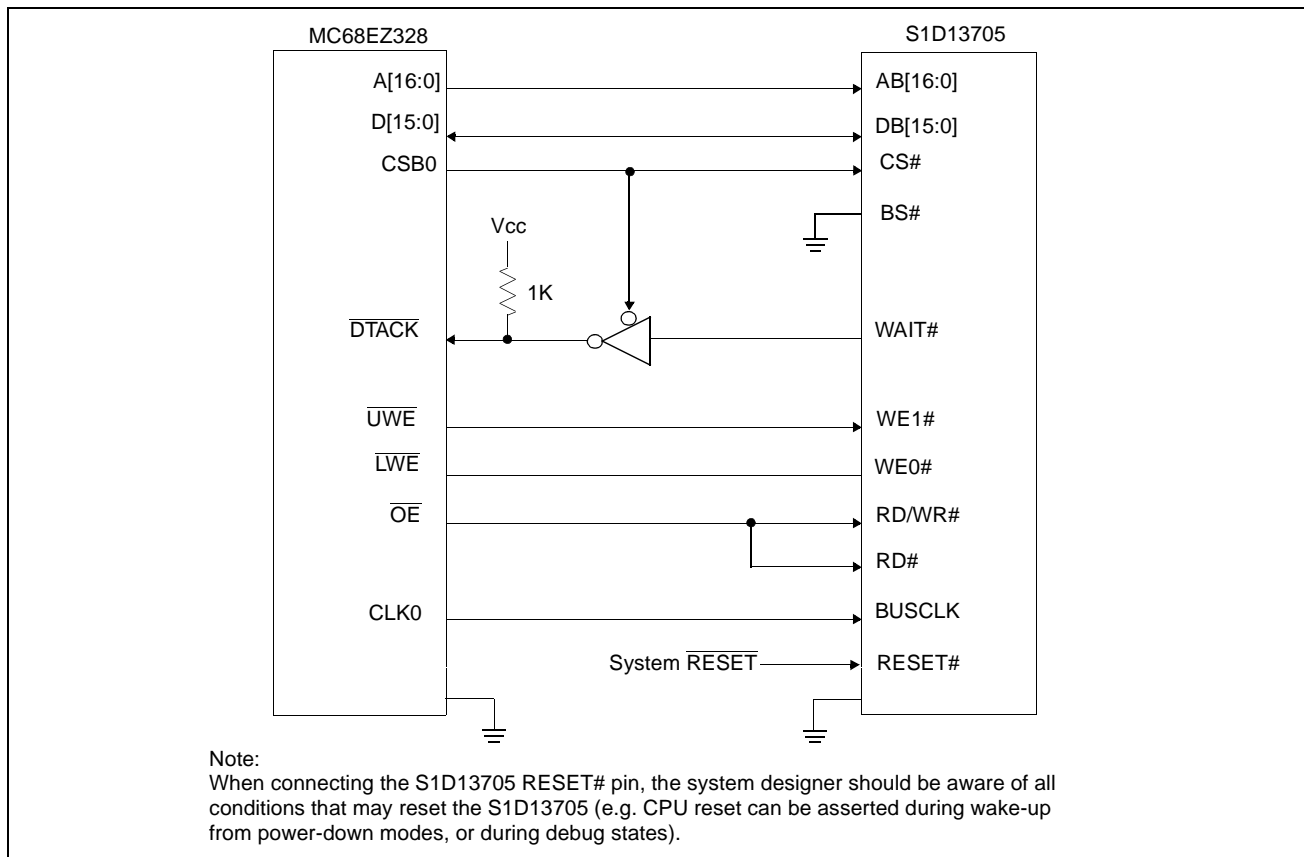 MC68EZ328
S1D13705
A[16:0]
AB[16:0]
D[15:0]
DB[15:0]
CSB0
CS#
BS#
Vcc
1K
DTACK
WAIT#
UWE
WE1#
LWE
WE0#
OE
RD/WR#
RD#
CLK0
BUSCLK
System RESET
RESET#
Note:
When connecting the S1D13705 RESET# pin, the system designer should be aware of all
conditions that may reset the S1D13705 (e.g. CPU reset can be asserted during wake-up
from power-down modes, or during debug states).